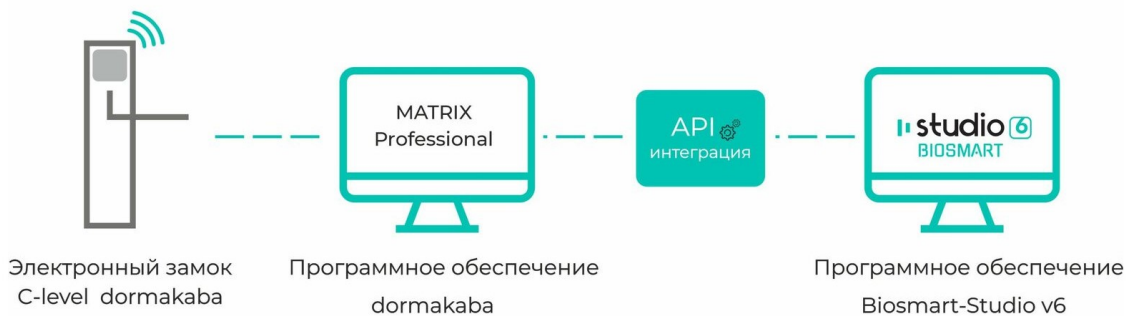 MATRIX
Professional
API
интеграция
studio 6
BIOSMART
Электронный замок
C-level dormakaba
Программное обеспечение
dormakaba
Программное обеспечение
Biosmart-Studio v6